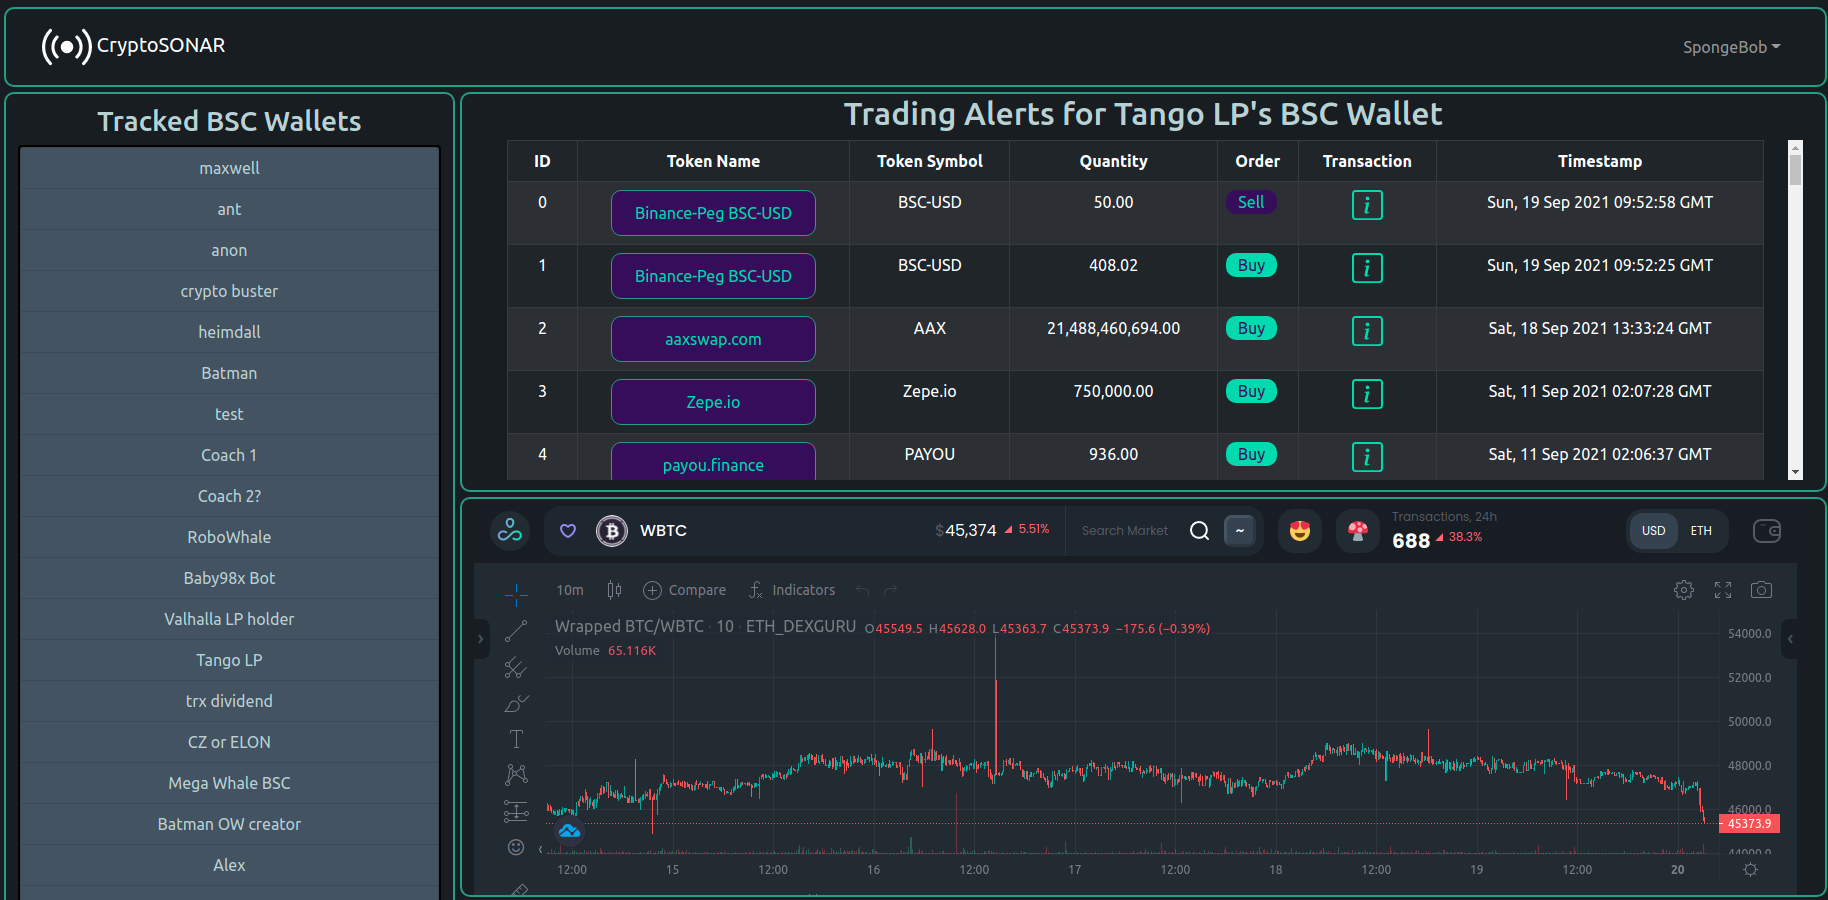 CryptoSONAR
SpongeBob
Tracked BSC Wallets
maxwell
ant
anon
crypto buster
heimdall
Batman
test
Coach 1
Coach 2?
RoboWhale
Baby98x Bot
Valhalla LP holder
Tango LP
trx dividend
CZ or ELON
Mega Whale BSC
Batman OW creator
Alex
Trading Alerts for Tango LP's BSC Wallet
ID Token Name Token Symbol Quantity Order Transaction Timestamp
0 Binance-Peg BSC-USD BSC-USD 50.00 Sell i Sun, 19 Sep 2021 09:52:58 GMT
1 Binance-Peg BSC-USD BSC-USD 408.02 Buy i Sun, 19 Sep 2021 09:52:25 GMT
2 aaxswap.com AAX 21,488,460,694.00 Buy i Sat, 18 Sep 2021 13:33:24 GMT
3 Zepe.io Zepe.io 750,000.00 Buy i Sat, 11 Sep 2021 02:07:28 GMT
4 payou.finance PAYOU 936.00 Buy i Sat, 11 Sep 2021 02:06:37 GMT
WBTC $45,374 5.51% Search Market ~ Transactions, 24h
688 38.3%
USD ETH
10m Compare Indicators
Wrapped BTC/WBTC · 10 · ETH_DEXGURU O45549.5 H45628.0 L45363.7 C45373.9 −175.6 (−0.39%)
Volume 65.116K
54000.0
52000.0
50000.0
48000.0
46000.0
45373.9
44000.0
12:00 15 12:00 16 12:00 17 12:00 18 12:00 19 12:00 20